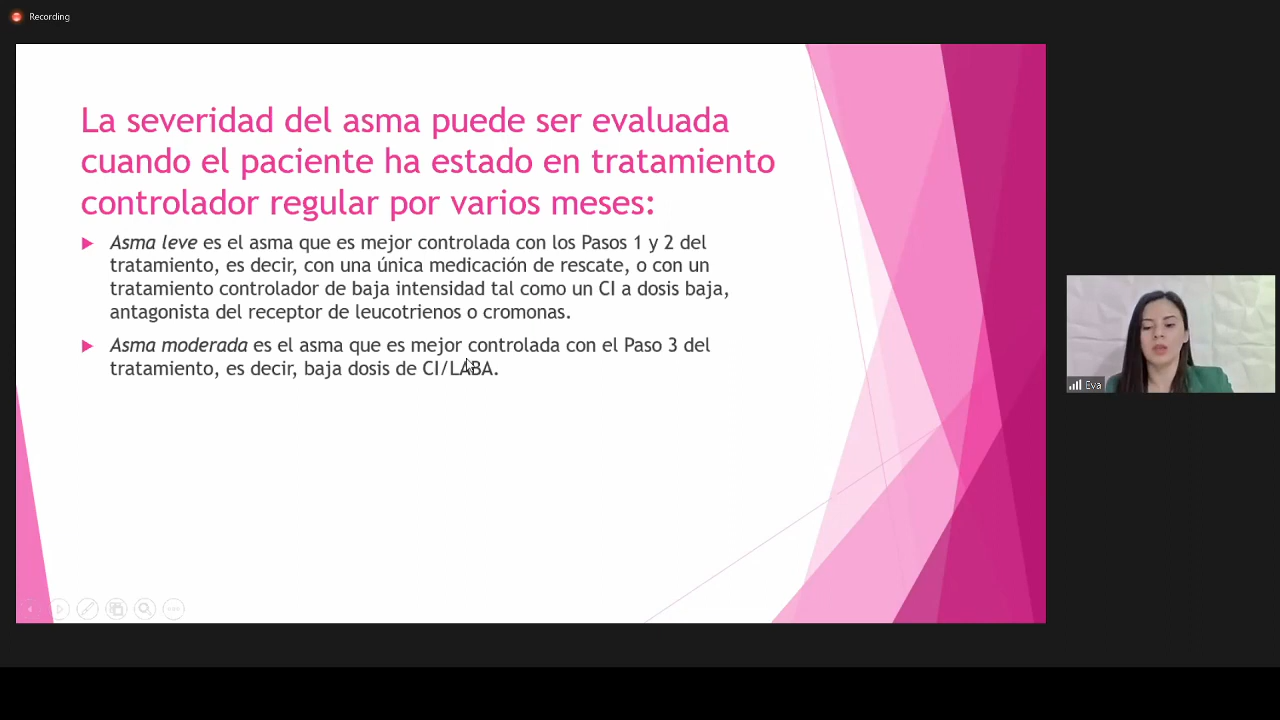 Recording
La severidad del asma puede ser evaluada
cuando el paciente ha estado en tratamiento
controlador regular por varios meses:
Asma leve es el asma que es mejor controlada con los Pasos 1 y 2 del
tratamiento, es decir, con una única medicación de rescate, o con un
tratamiento controlador de baja intensidad tal como un CI a dosis baja,
antagonista del receptor de leucotrienos o cromonas.
Asma moderada es el asma que es mejor controlada con el Paso 3 del
tratamiento, es decir, baja dosis de CI/LABA.
Eva